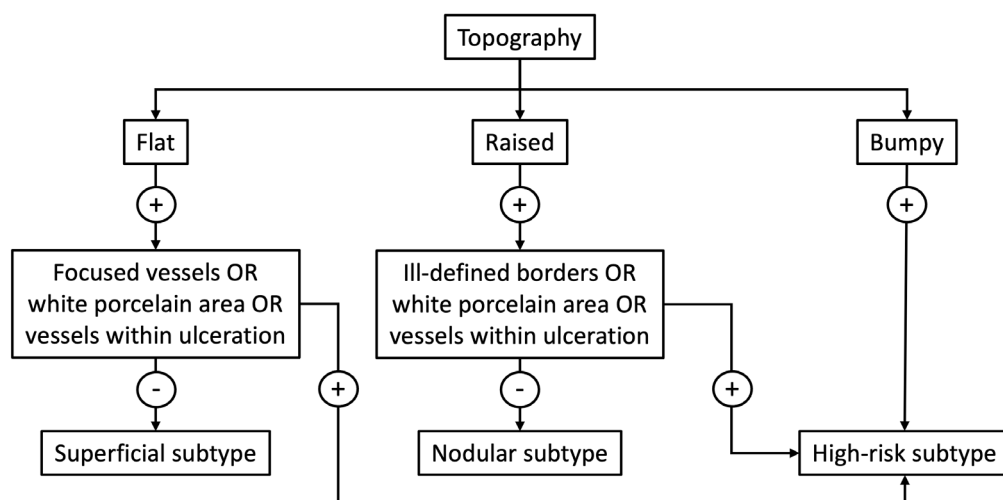 Topography
Flat
Raised
Bumpy
+
+
+
Focused vessels OR
white porcelain area OR
vessels within ulceration
Ill-defined borders OR
white porcelain area OR
vessels within ulceration
-
+
-
+
Superficial subtype
Nodular subtype
High-risk subtype